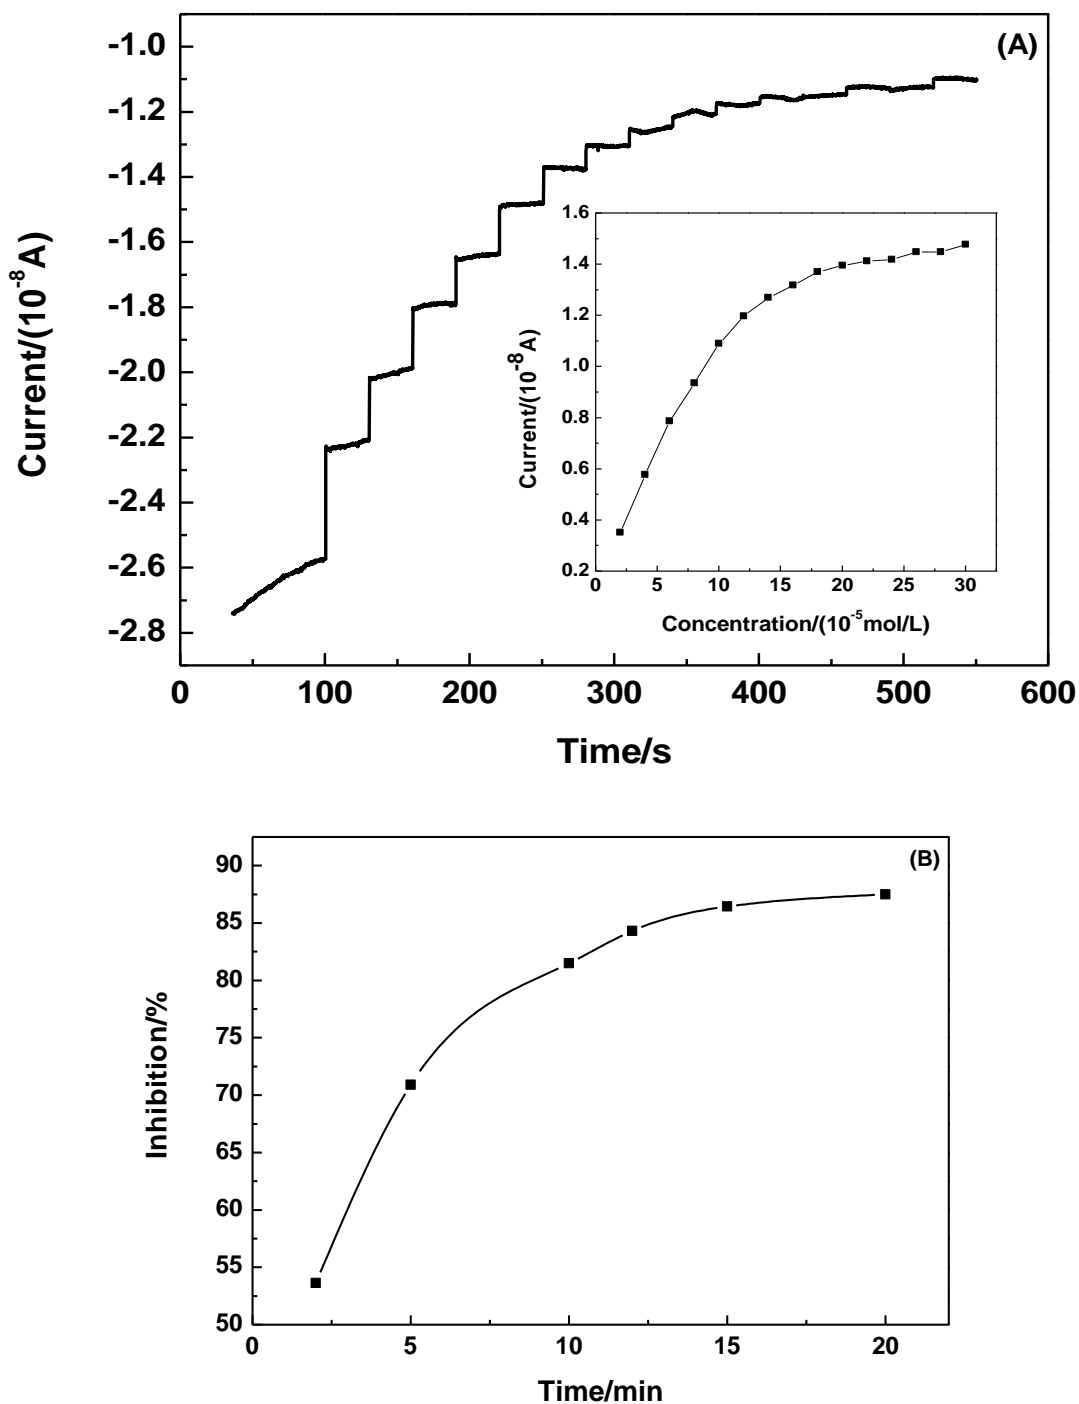 (A)
-1.0
-1.2
-1.4
-1.6
-1.8
-2.0
-2.2
-2.4
-2.6
-2.8
Current/(10⁻⁸A)
0 100 200 300 400 500 600
Time/s
1.6
1.4
1.2
1.0
0.8
0.6
0.4
0.2
Current/(10⁻⁸A)
0 5 10 15 20 25 30
Concentration/(10⁻⁵mol/L)
(B)
90
85
80
75
70
65
60
55
50
Inhibition/%
0 5 10 15 20
Time/min